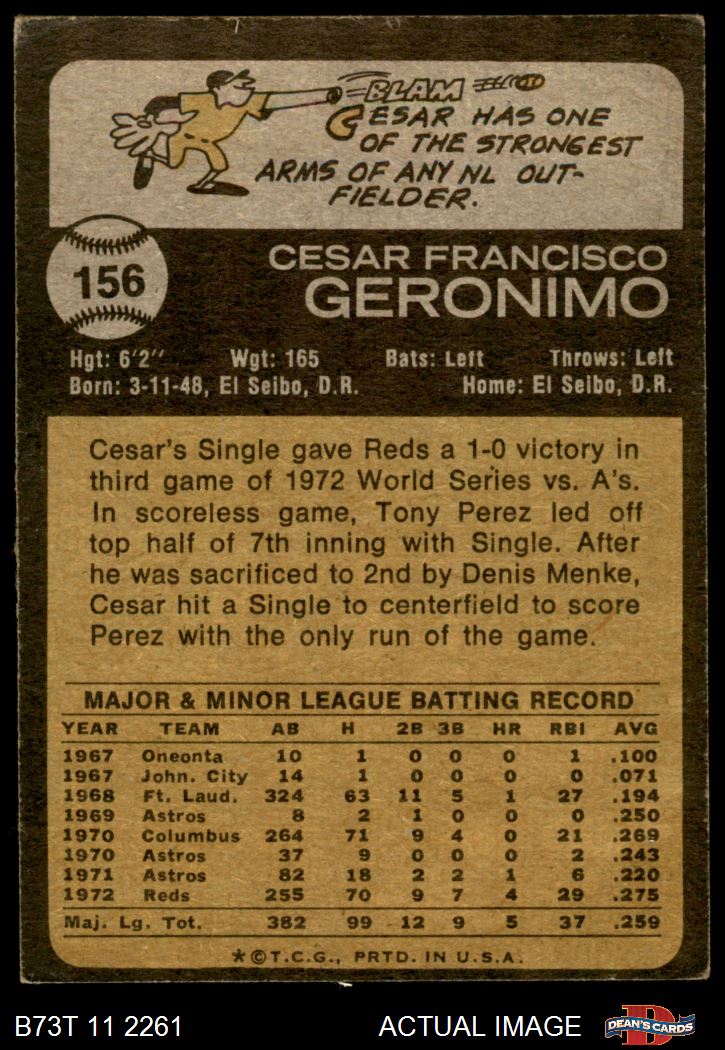 BLAM
CESAR HAS ONE
OF THE STRONGEST
ARMS OF ANY NL OUT-
FIELDER.
156
CESAR FRANCISCO
GERONIMO
Hgt: 6'2" Wgt: 165 Bats: Left Throws: Left
Born: 3-11-48, El Seibo, D.R. Home: El Seibo, D.R.
Cesar's Single gave Reds a 1-0 victory in
third game of 1972 World Series vs. A's.
In scoreless game, Tony Perez led off
top half of 7th inning with Single. After
he was sacrificed to 2nd by Denis Menke,
Cesar hit a Single to centerfield to score
Perez with the only run of the game.
MAJOR & MINOR LEAGUE BATTING RECORD
YEAR TEAM AB H 2B 3B HR RBI AVG
1967 Oneonta 10 1 0 0 0 1 .100
1967 John. City 14 1 0 0 0 0 .071
1968 Ft. Laud. 324 63 11 5 1 27 .194
1969 Astros 8 2 1 0 0 0 .250
1970 Columbus 264 71 9 4 0 21 .269
1970 Astros 37 9 0 0 0 2 .243
1971 Astros 82 18 2 2 1 6 .220
1972 Reds 255 70 9 7 4 29 .275
Maj. Lg. Tot. 382 99 12 9 5 37 .259
*©T.C.G., PRTD. IN U.S.A.
B73T 11 2261 ACTUAL IMAGE
D
DEAN'S CARDS